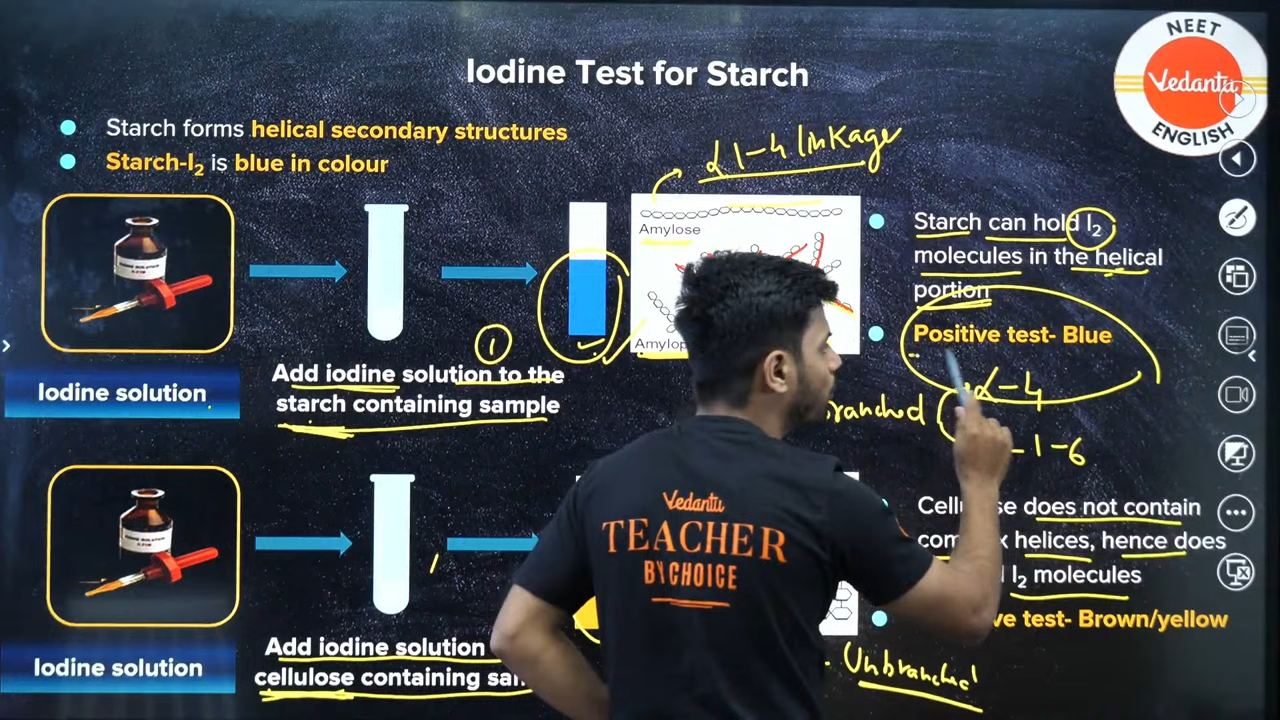 Iodine Test for Starch
NEET
Vedantu
ENGLISH
Starch forms helical secondary structures
Starch-I₂ is blue in colour
α 1-4 linkage
Amylose
Starch can hold I₂
molecules in the helical
portion
Positive test- Blue
α-4
branched
-1-6
1
Add iodine solution to the
starch containing sample
Iodine solution
Vedantu
TEACHER
BY CHOICE
does not contain
helices, hence does
I₂ molecules
test- Brown/yellow
Unbranched
Add iodine solution
cellulose containing
Iodine solution